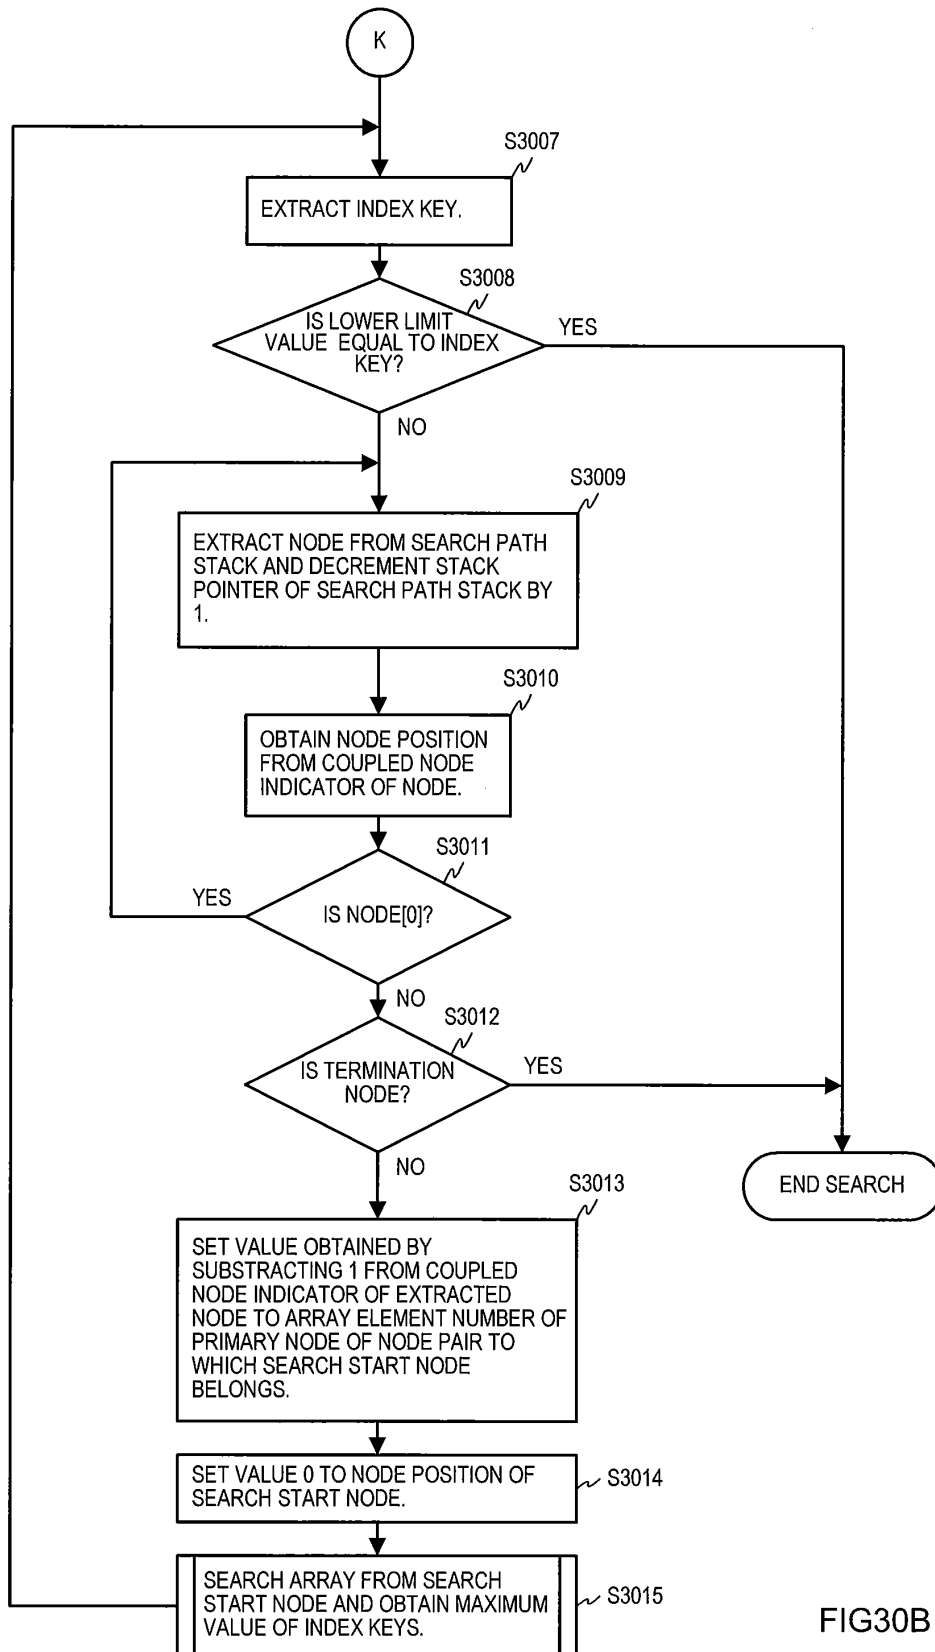 K
S3007
EXTRACT INDEX KEY.
S3008
IS LOWER LIMIT
VALUE EQUAL TO INDEX
KEY?
YES
NO
S3009
EXTRACT NODE FROM SEARCH PATH
STACK AND DECREMENT STACK
POINTER OF SEARCH PATH STACK BY
1.
S3010
OBTAIN NODE POSITION
FROM COUPLED NODE
INDICATOR OF NODE.
S3011
YES
IS NODE[0]?
NO
S3012
IS TERMINATION
NODE?
YES
NO
END SEARCH
S3013
SET VALUE OBTAINED BY
SUBSTRACTING 1 FROM COUPLED
NODE INDICATOR OF EXTRACTED
NODE TO ARRAY ELEMENT NUMBER OF
PRIMARY NODE OF NODE PAIR TO
WHICH SEARCH START NODE
BELONGS.
SET VALUE 0 TO NODE POSITION OF
SEARCH START NODE.
S3014
SEARCH ARRAY FROM SEARCH
START NODE AND OBTAIN MAXIMUM
VALUE OF INDEX KEYS.
S3015
FIG30B